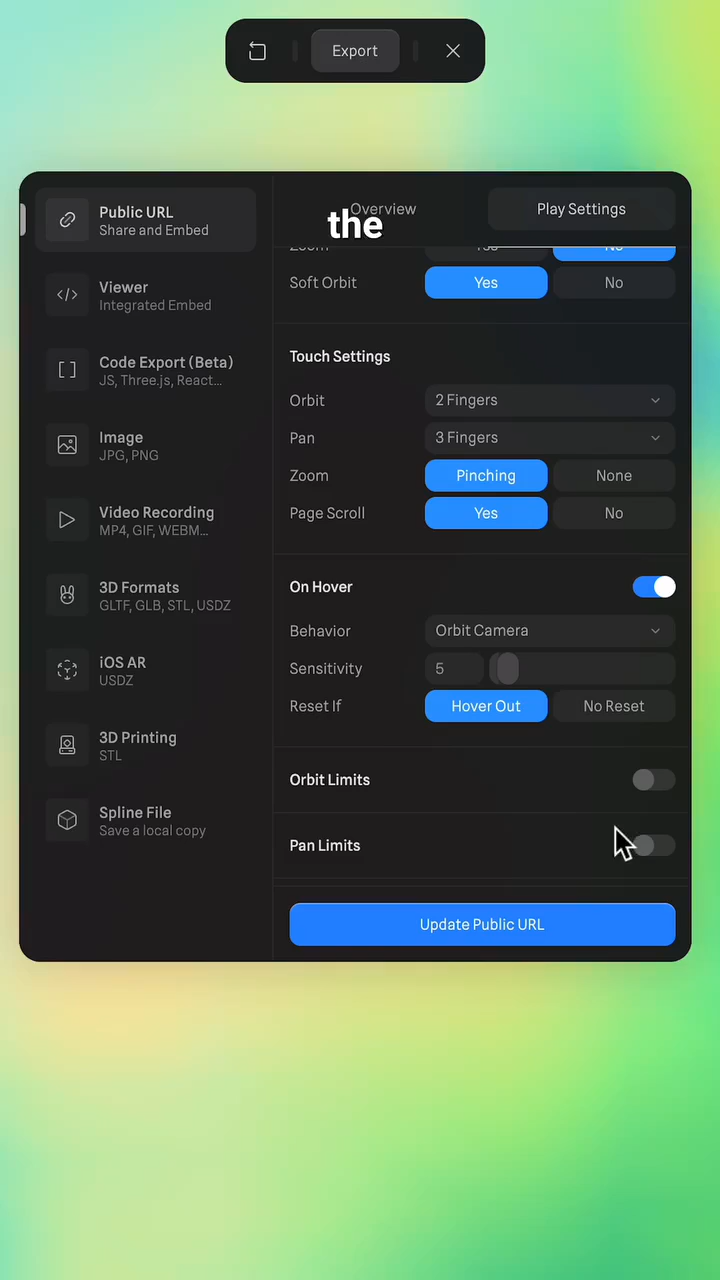 Export
Public URL
Share and Embed
Viewer
Integrated Embed
Code Export (Beta)
JS, Three.js, React...
Image
JPG, PNG
Video Recording
MP4, GIF, WEBM...
3D Formats
GLTF, GLB, STL, USDZ
iOS AR
USDZ
3D Printing
STL
Spline File
Save a local copy
Overview
Play Settings
the
Zoom Yes No
Soft Orbit Yes No
Touch Settings
Orbit 2 Fingers
Pan 3 Fingers
Zoom Pinching None
Page Scroll Yes No
On Hover
Behavior Orbit Camera
Sensitivity 5
Reset If Hover Out No Reset
Orbit Limits
Pan Limits
Update Public URL